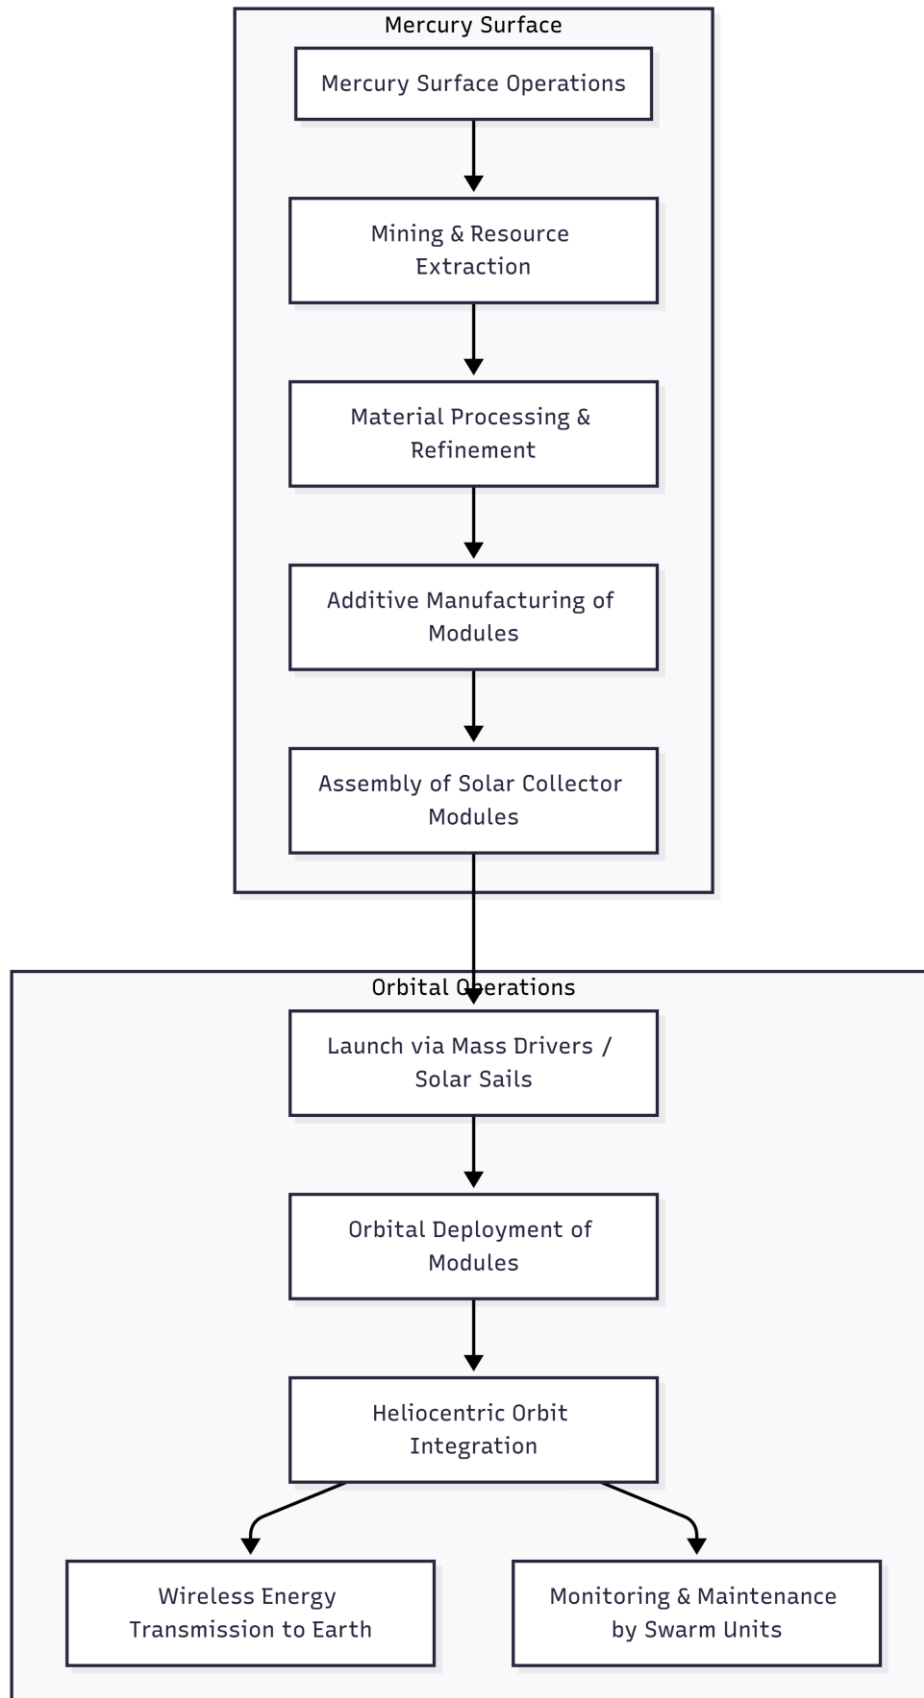 Mercury Surface
Mercury Surface Operations
Mining & Resource
Extraction
Material Processing &
Refinement
Additive Manufacturing of
Modules
Assembly of Solar Collector
Modules
Orbital Operations
Launch via Mass Drivers /
Solar Sails
Orbital Deployment of
Modules
Heliocentric Orbit
Integration
Wireless Energy
Transmission to Earth
Monitoring & Maintenance
by Swarm Units